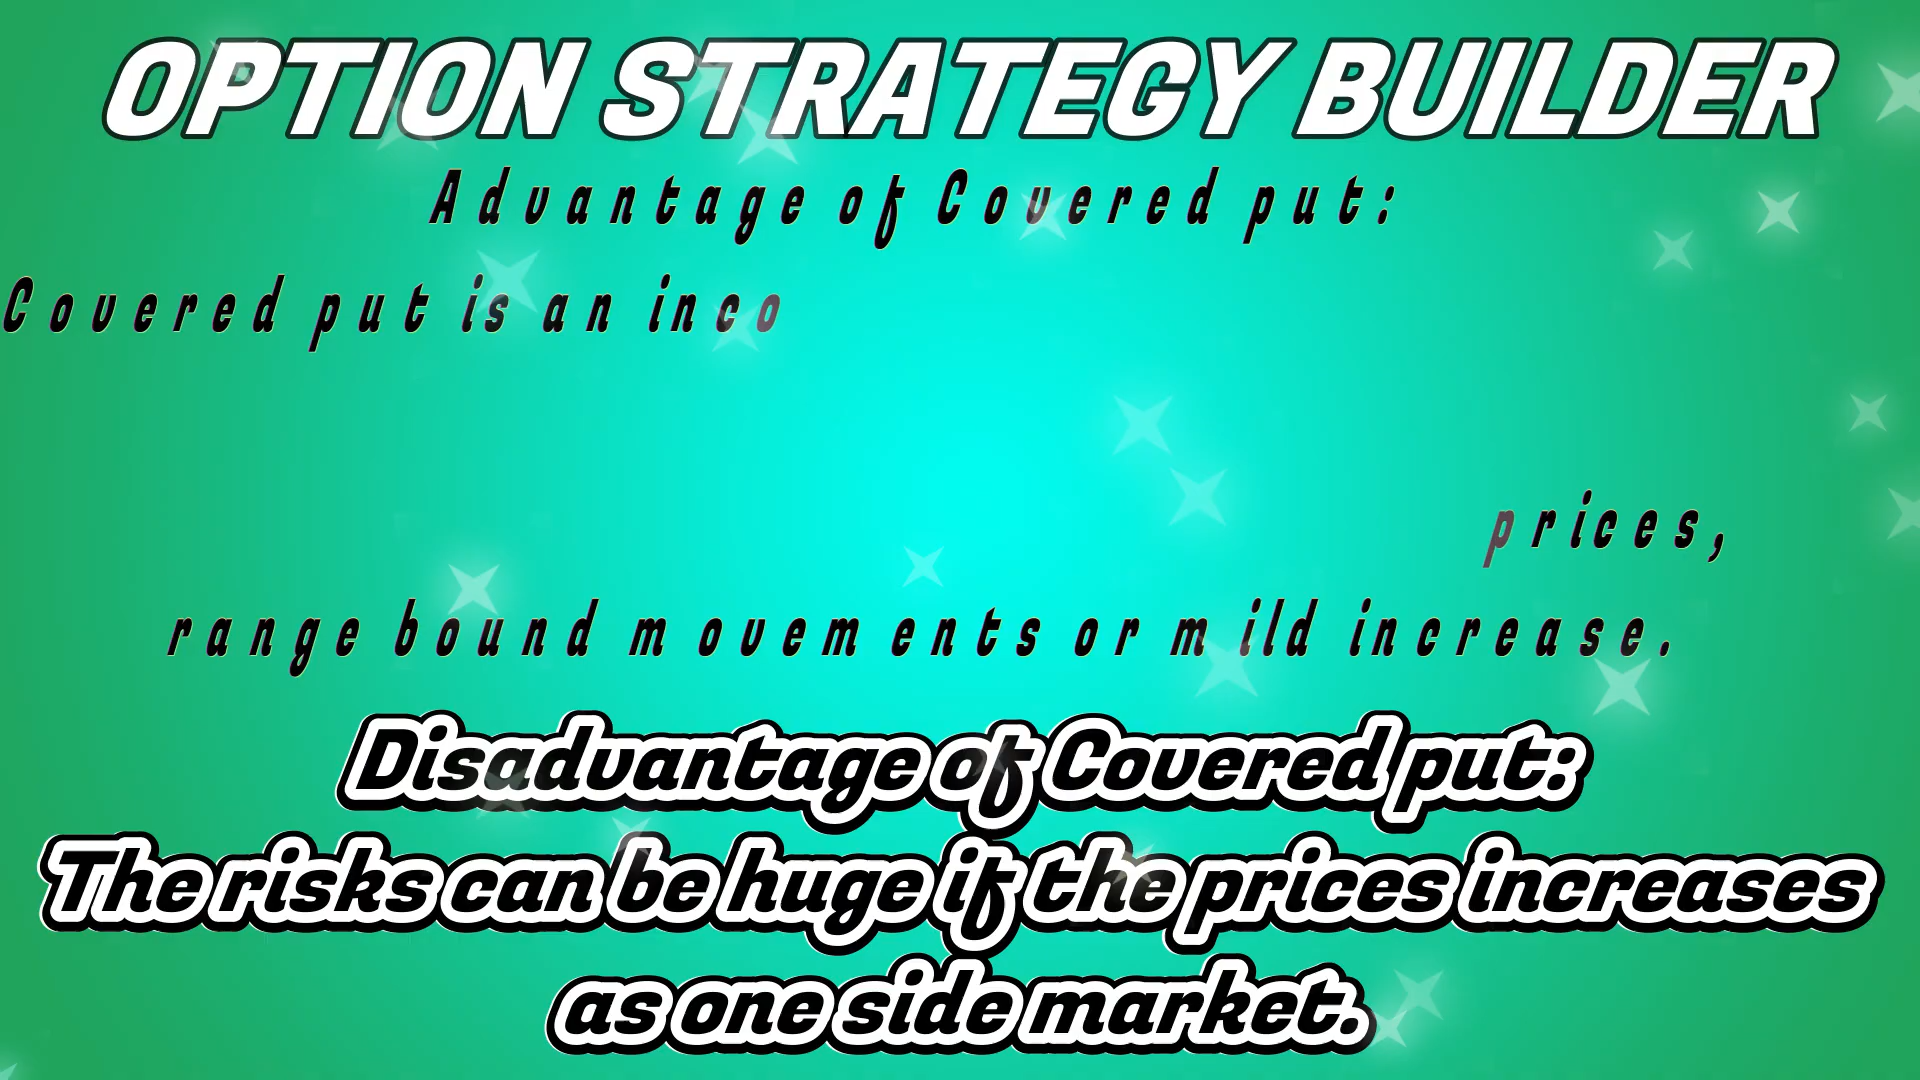 OPTION STRATEGY BUILDER
Advantage of Covered put:
Covered put is an inco
prices,
range bound movements or mild increase.
Disadvantage of Covered put:
The risks can be huge if the prices increases
as one side market.